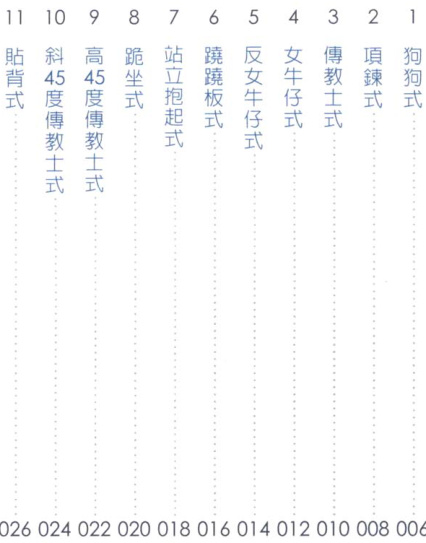 1 狗狗式 006
2 項鍊式 008
3 傳教士式 010
4 女牛仔式 012
5 反女牛仔式 014
6 蹺蹺板式 016
7 站立抱起式 018
8 跪坐式 020
9 高45度傳教士式 022
10 斜45度傳教士式 024
11 貼背式 026